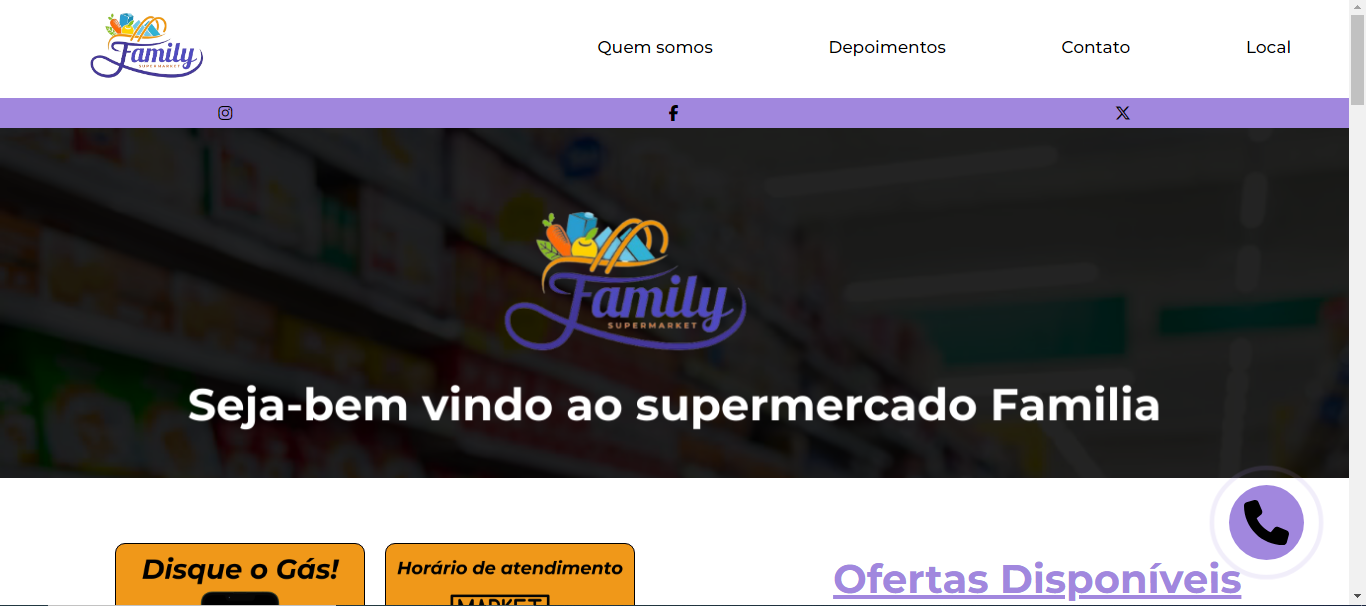 Family
SUPERMARKET
Quem somos
Depoimentos
Contato
Local
Family
SUPERMARKET
Seja-bem vindo ao supermercado Familia
Disque o Gás!
Horário de atendimento
MARKET
Ofertas Disponíveis